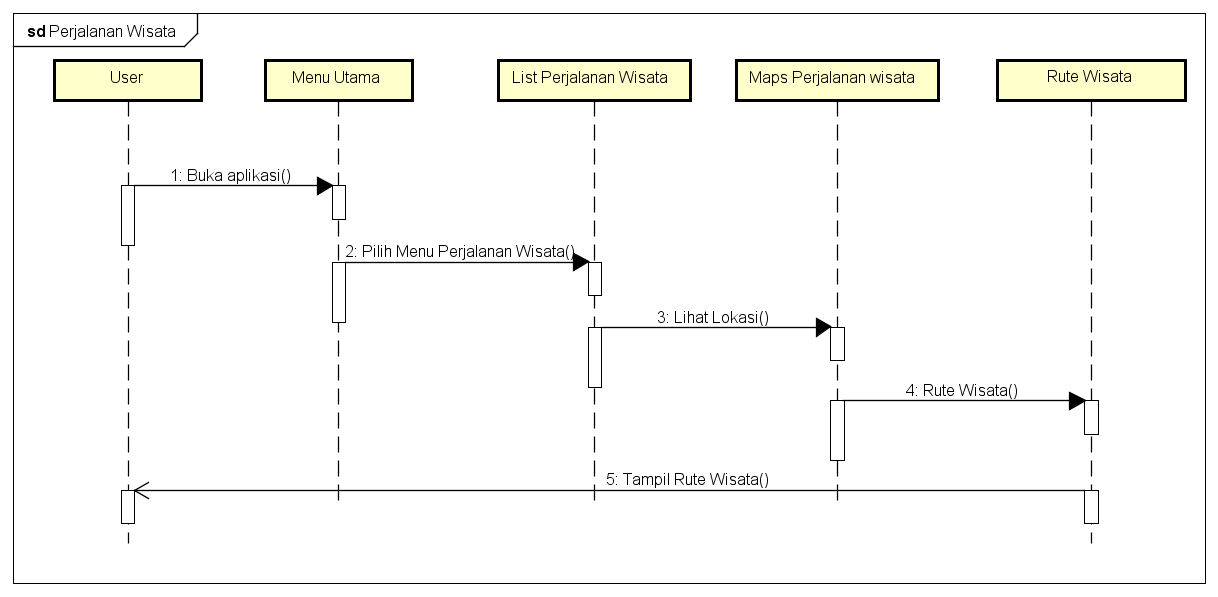 sd Perjalanan Wisata
User
Menu Utama
List Perjalanan Wisata
Maps Perjalanan wisata
Rute Wisata
1: Buka aplikasi()
2: Pilih Menu Perjalanan Wisata()
3: Lihat Lokasi()
4: Rute Wisata()
5: Tampil Rute Wisata()